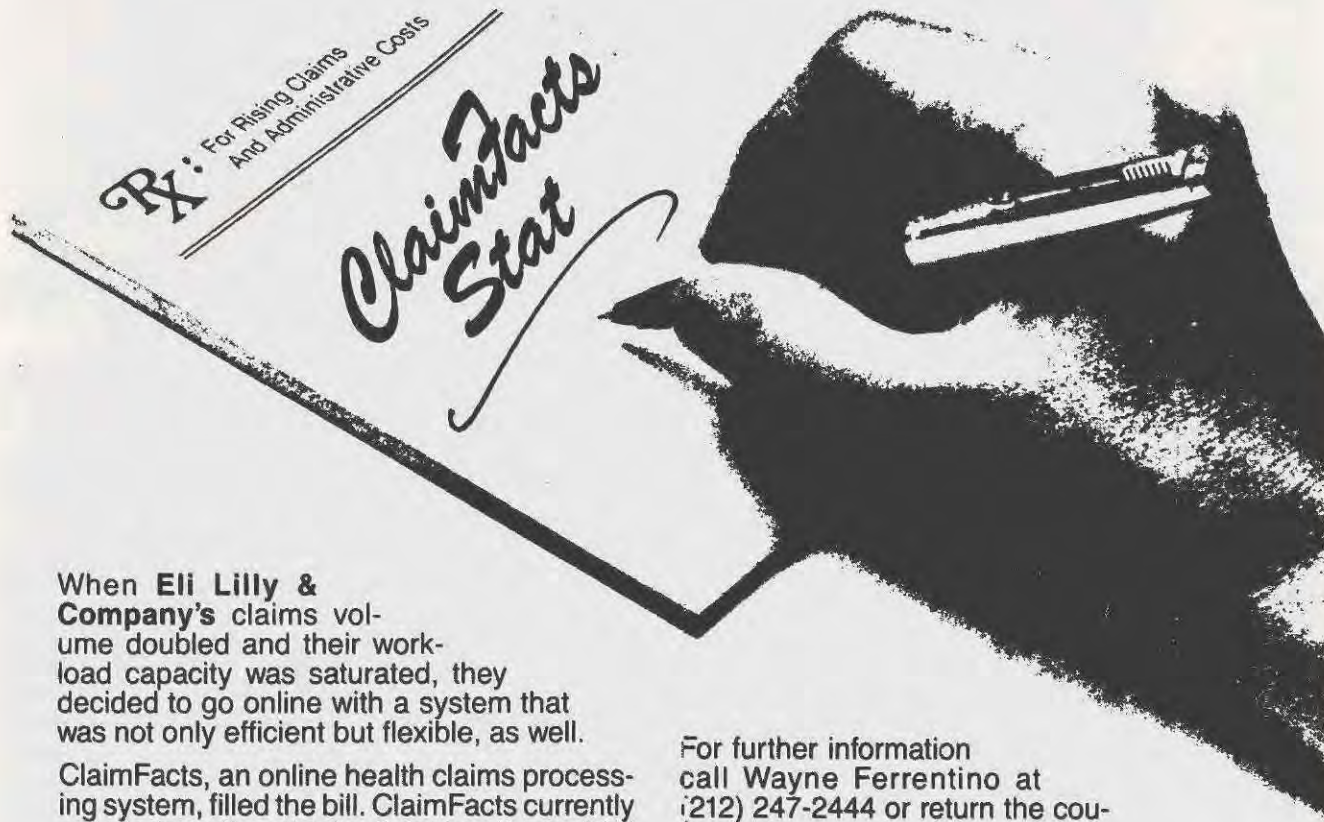 Rx: For Rising Claims
And Administrative Costs
ClaimFacts
Stat
When Eli Lilly &
Company's claims vol-
ume doubled and their work-
load capacity was saturated, they
decided to go online with a system that
was not only efficient but flexible, as well.
ClaimFacts, an online health claims process-
ing system, filled the bill. ClaimFacts currently
For further information
call Wayne Ferrentino at
(212) 247-2444 or return the cou-